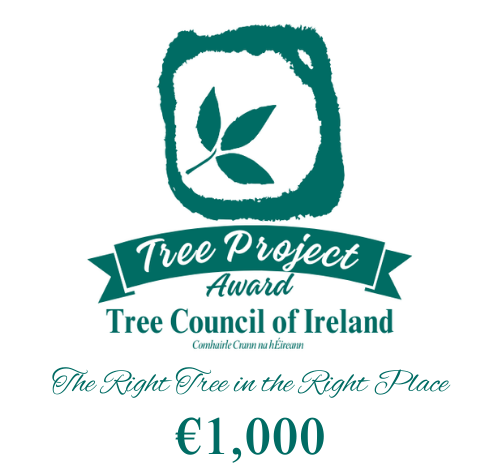 Tree Project
Award
Tree Council of Ireland
Comhairle Crann na hÉireann
The Right Tree in the Right Place
€1,000